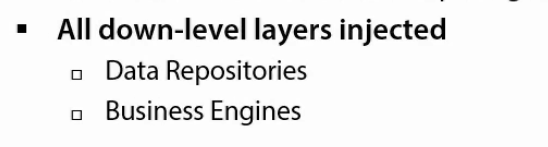 All down-level layers injected
Data Repositories
Business Engines